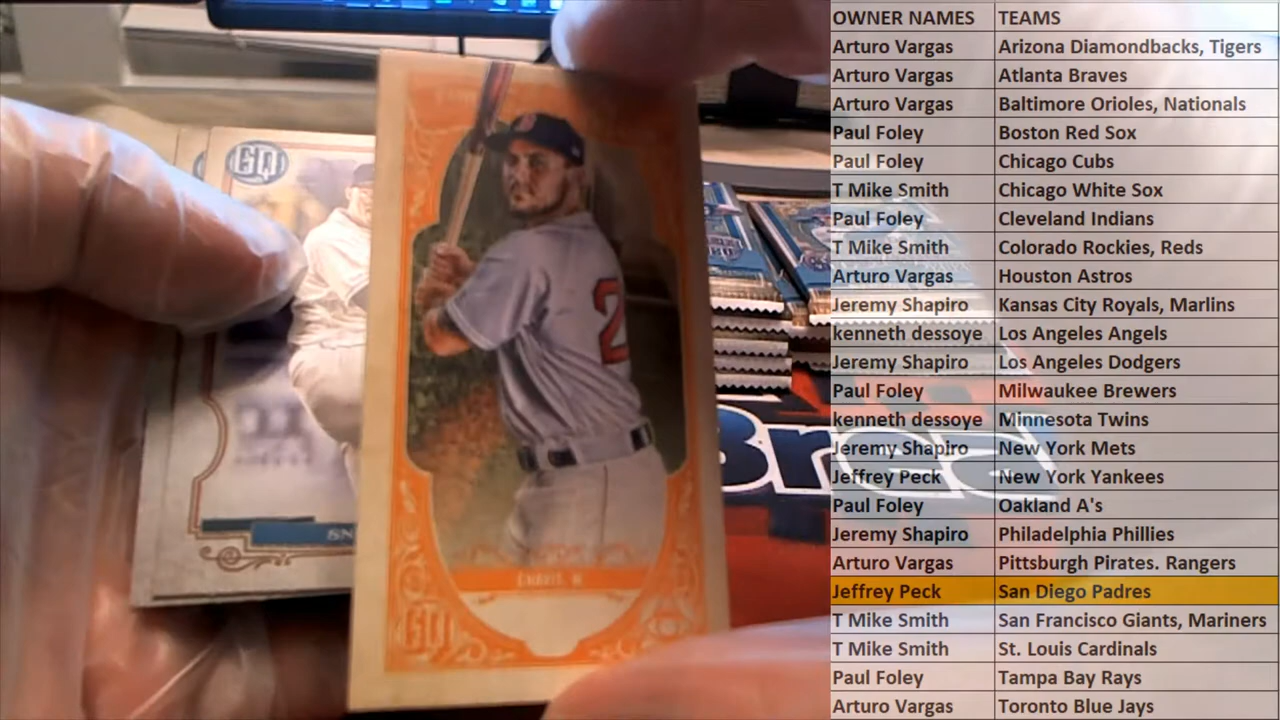 OWNER NAMES TEAMS
Arturo Vargas Arizona Diamondbacks, Tigers
Arturo Vargas Atlanta Braves
Arturo Vargas Baltimore Orioles, Nationals
Paul Foley Boston Red Sox
Paul Foley Chicago Cubs
T Mike Smith Chicago White Sox
Paul Foley Cleveland Indians
T Mike Smith Colorado Rockies, Reds
Arturo Vargas Houston Astros
Jeremy Shapiro Kansas City Royals, Marlins
kenneth dessoye Los Angeles Angels
Jeremy Shapiro Los Angeles Dodgers
Paul Foley Milwaukee Brewers
kenneth dessoye Minnesota Twins
Jeremy Shapiro New York Mets
Jeffrey Peck New York Yankees
Paul Foley Oakland A's
Jeremy Shapiro Philadelphia Phillies
Arturo Vargas Pittsburgh Pirates. Rangers
Jeffrey Peck San Diego Padres
T Mike Smith San Francisco Giants, Mariners
T Mike Smith St. Louis Cardinals
Paul Foley Tampa Bay Rays
Arturo Vargas Toronto Blue Jays
GQ
SN
CHAVIS, M
GQ
2
Brea